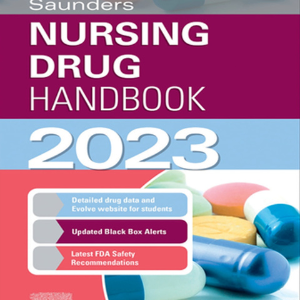 Saunders
NURSING
DRUG
HANDBOOK
2023
Detailed drug data and
Evolve website for students
Updated Black Box Alerts
Latest FDA Safety
Recommendations